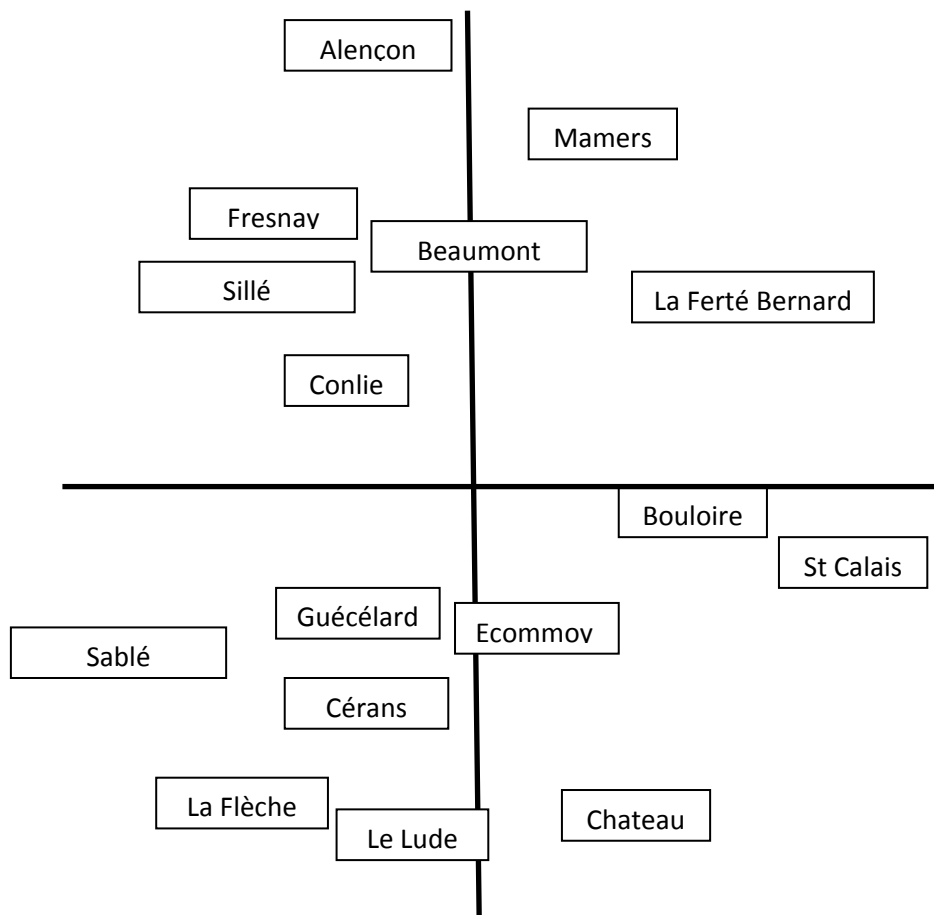 Alençon
Mamers
Fresnay
Beaumont
Sillé
La Ferté Bernard
Conlie
Bouloire
St Calais
Guécélard
Ecommoy
Sablé
Cérans
La Flèche
Chateau
Le Lude